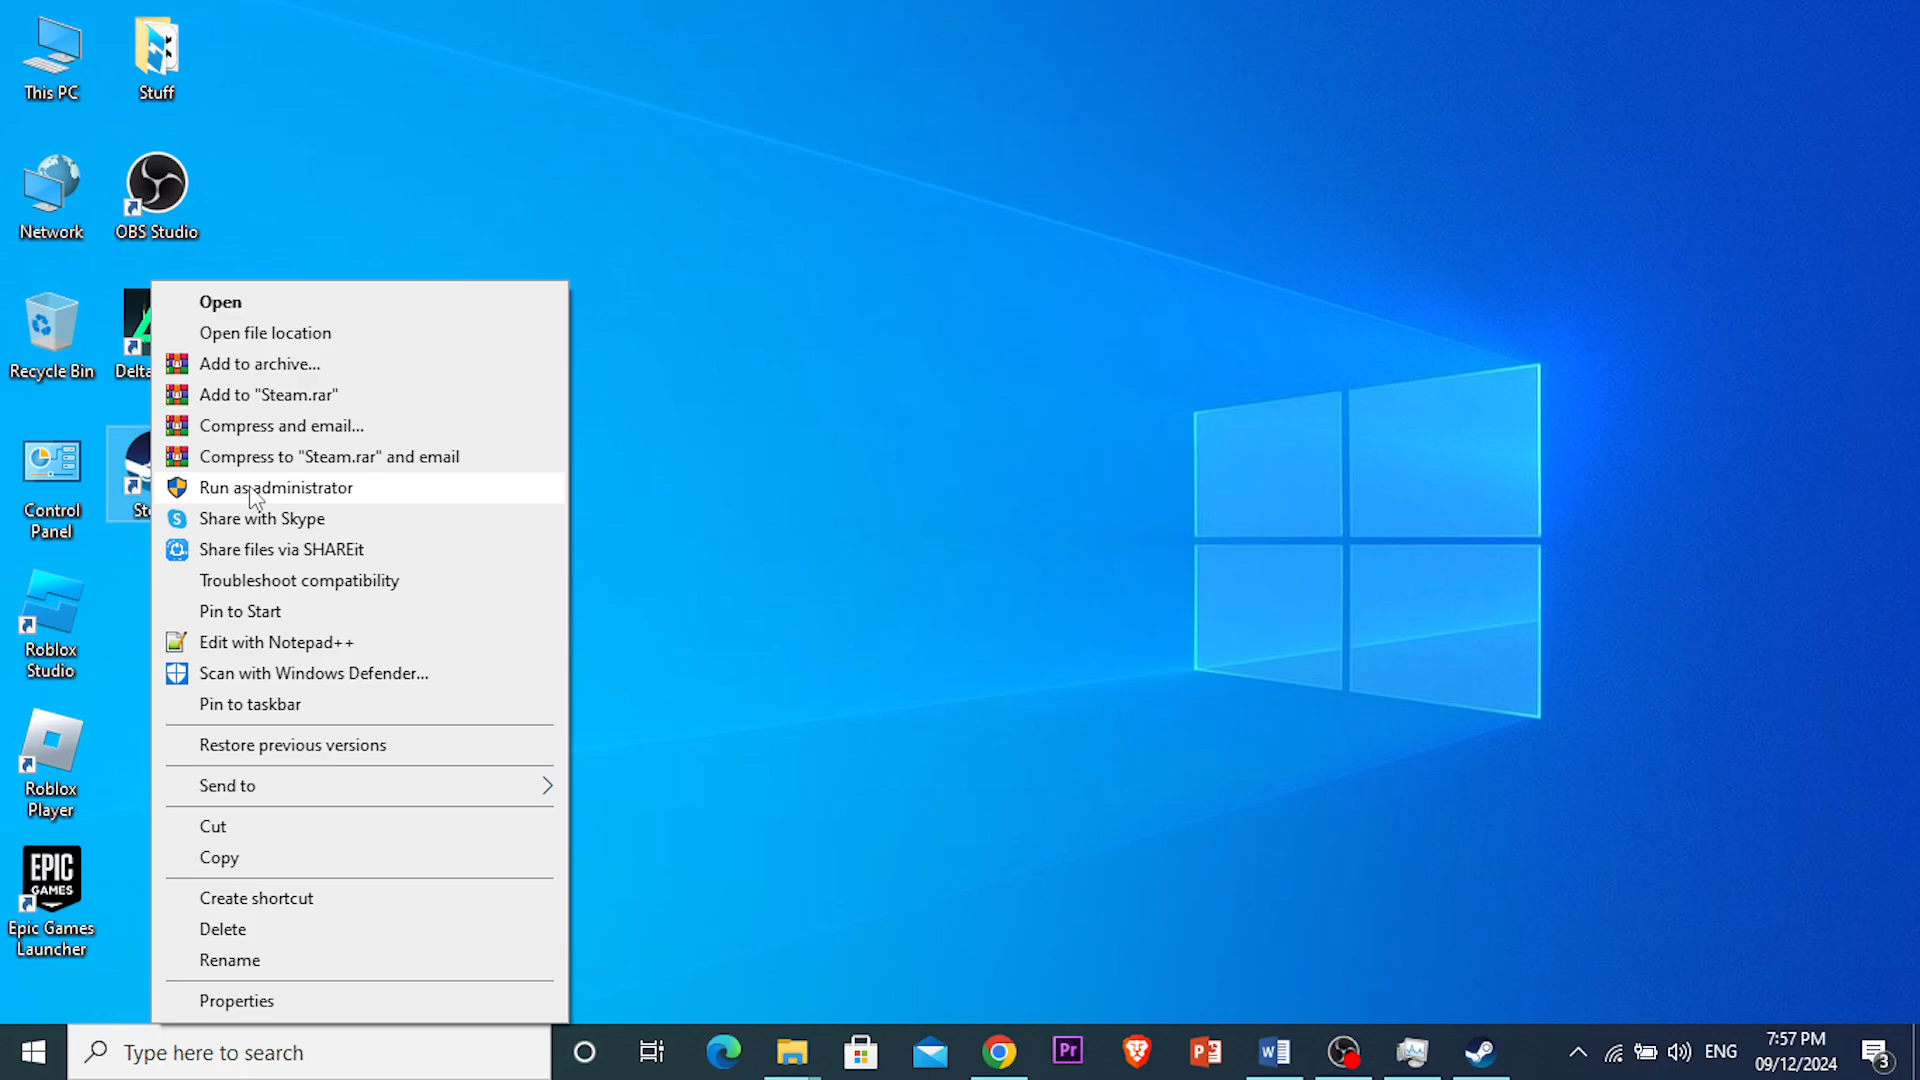 This PC
Stuff
Network
OBS Studio
Recycle Bin
Delta
Control
Panel
Roblox
Studio
Roblox
Player
EPIC
GAMES
Epic Games
Launcher
Open
Open file location
Add to archive...
Add to "Steam.rar"
Compress and email...
Compress to "Steam.rar" and email
Run as administrator
Share with Skype
Share files via SHAREit
Troubleshoot compatibility
Pin to Start
Edit with Notepad++
Scan with Windows Defender...
Pin to taskbar
Restore previous versions
Send to
Cut
Copy
Create shortcut
Delete
Rename
Properties
Type here to search
Pr
ENG
7:57 PM
09/12/2024
3